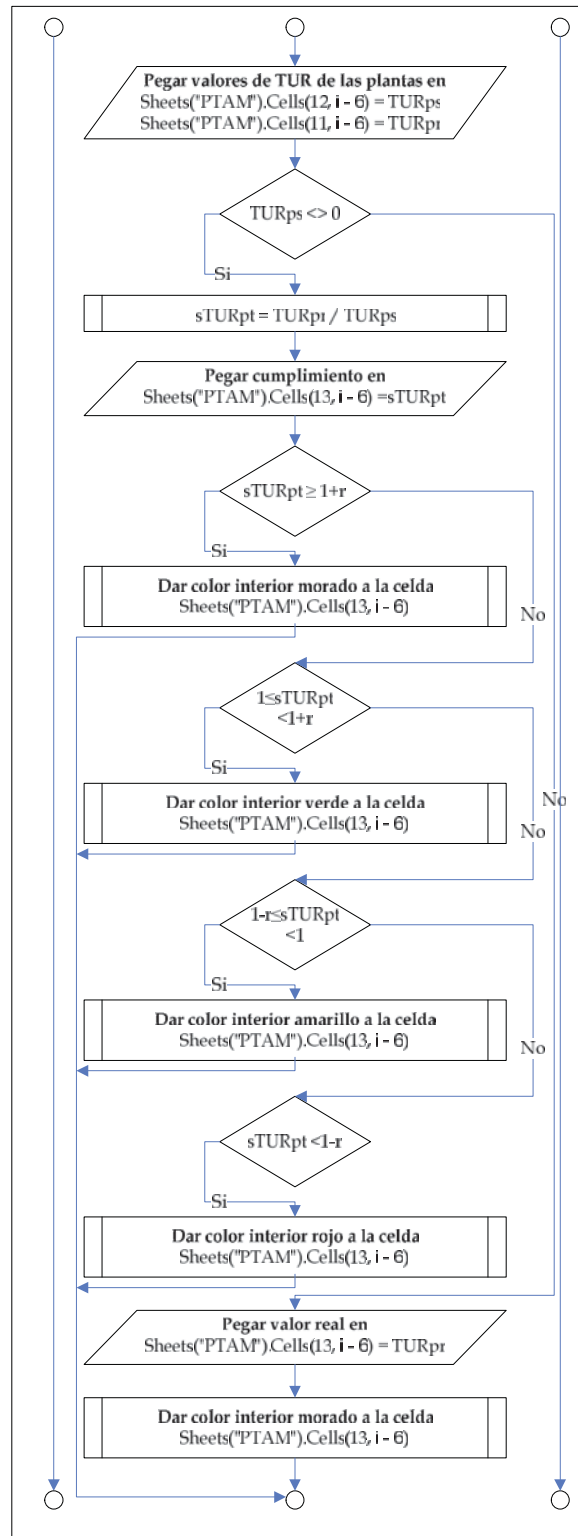 Pegar valores de TUR de las plantas en
Sheets("PTAM").Cells(12, i - 6) = TURps
Sheets("PTAM").Cells(11, i - 6) = TURpr
TURps <> 0
Si
sTURpt = TURpr / TURps
Pegar cumplimiento en
Sheets("PTAM").Cells(13, i - 6) =sTURpt
sTURpt ≥ 1+r
Si
Dar color interior morado a la celda
Sheets("PTAM").Cells(13, i - 6)
No
1≤sTURpt
<1+r
Si
Dar color interior verde a la celda
Sheets("PTAM").Cells(13, i - 6)
No
No
1-r≤sTURpt
<1
Si
Dar color interior amarillo a la celda
Sheets("PTAM").Cells(13, i - 6)
No
sTURpt <1-r
Si
Dar color interior rojo a la celda
Sheets("PTAM").Cells(13, i - 6)
Pegar valor real en
Sheets("PTAM").Cells(13, i - 6) = TURpr
Dar color interior morado a la celda
Sheets("PTAM").Cells(13, i - 6)